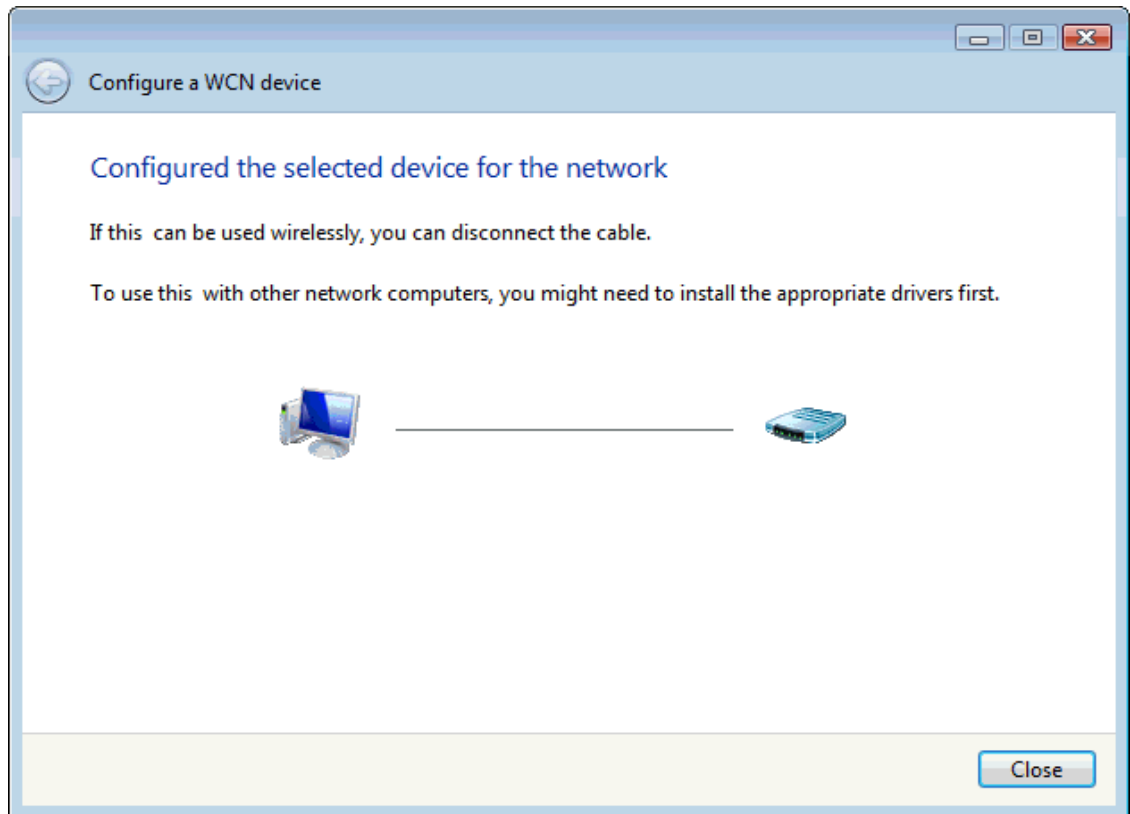 Configure a WCN device
Configured the selected device for the network
If this  can be used wirelessly, you can disconnect the cable.
To use this  with other network computers, you might need to install the appropriate drivers first.
Close